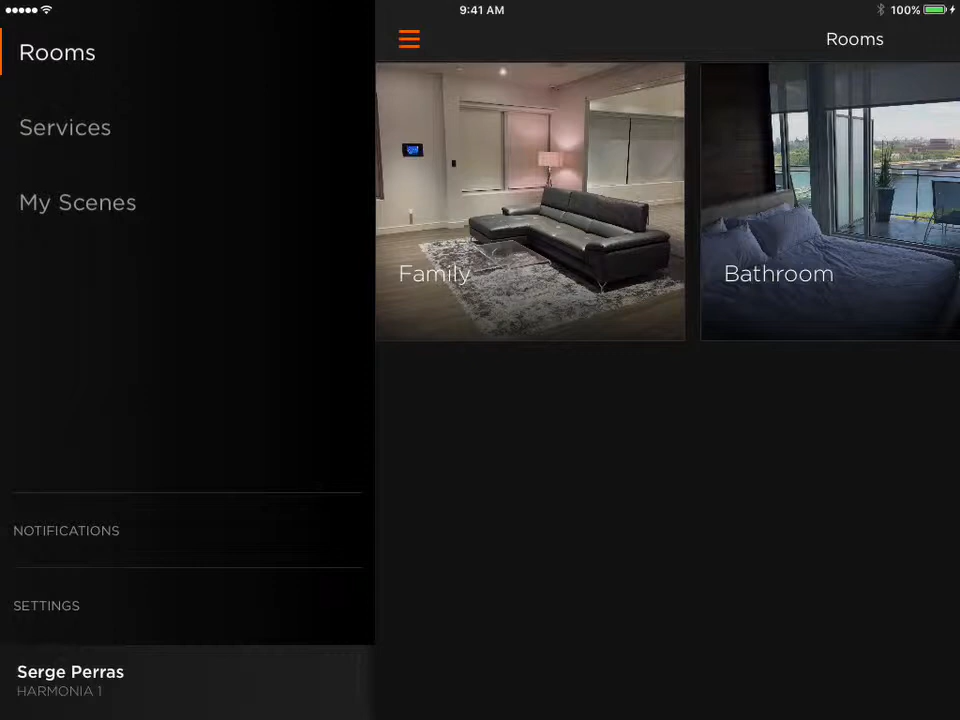 9:41 AM
100%
Rooms
Rooms
Services
My Scenes
Family
Bathroom
NOTIFICATIONS
SETTINGS
Serge Perras
HARMONIA 1